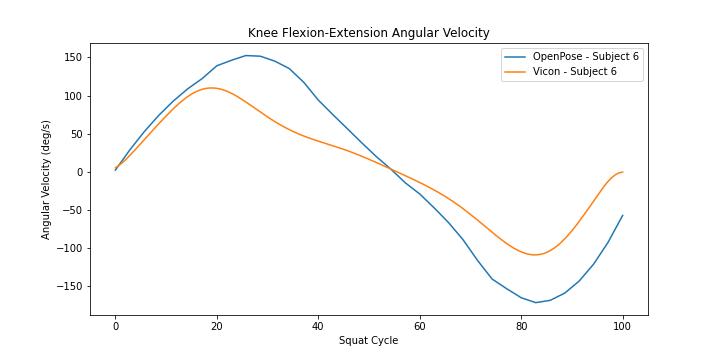 Knee Flexion-Extension Angular Velocity
OpenPose - Subject 6
Vicon - Subject 6
150
100
50
0
−50
−100
−150
Angular Velocity (deg/s)
0 20 40 60 80 100
Squat Cycle